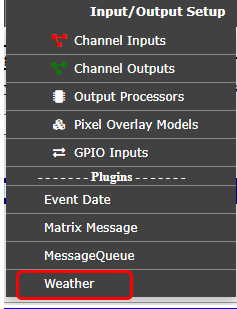 Input/Output Setup
Channel Inputs
Channel Outputs
Output Processors
Pixel Overlay Models
GPIO Inputs
- - - - - - - Plugins - - - - - - -
Event Date
Matrix Message
MessageQueue
Weather